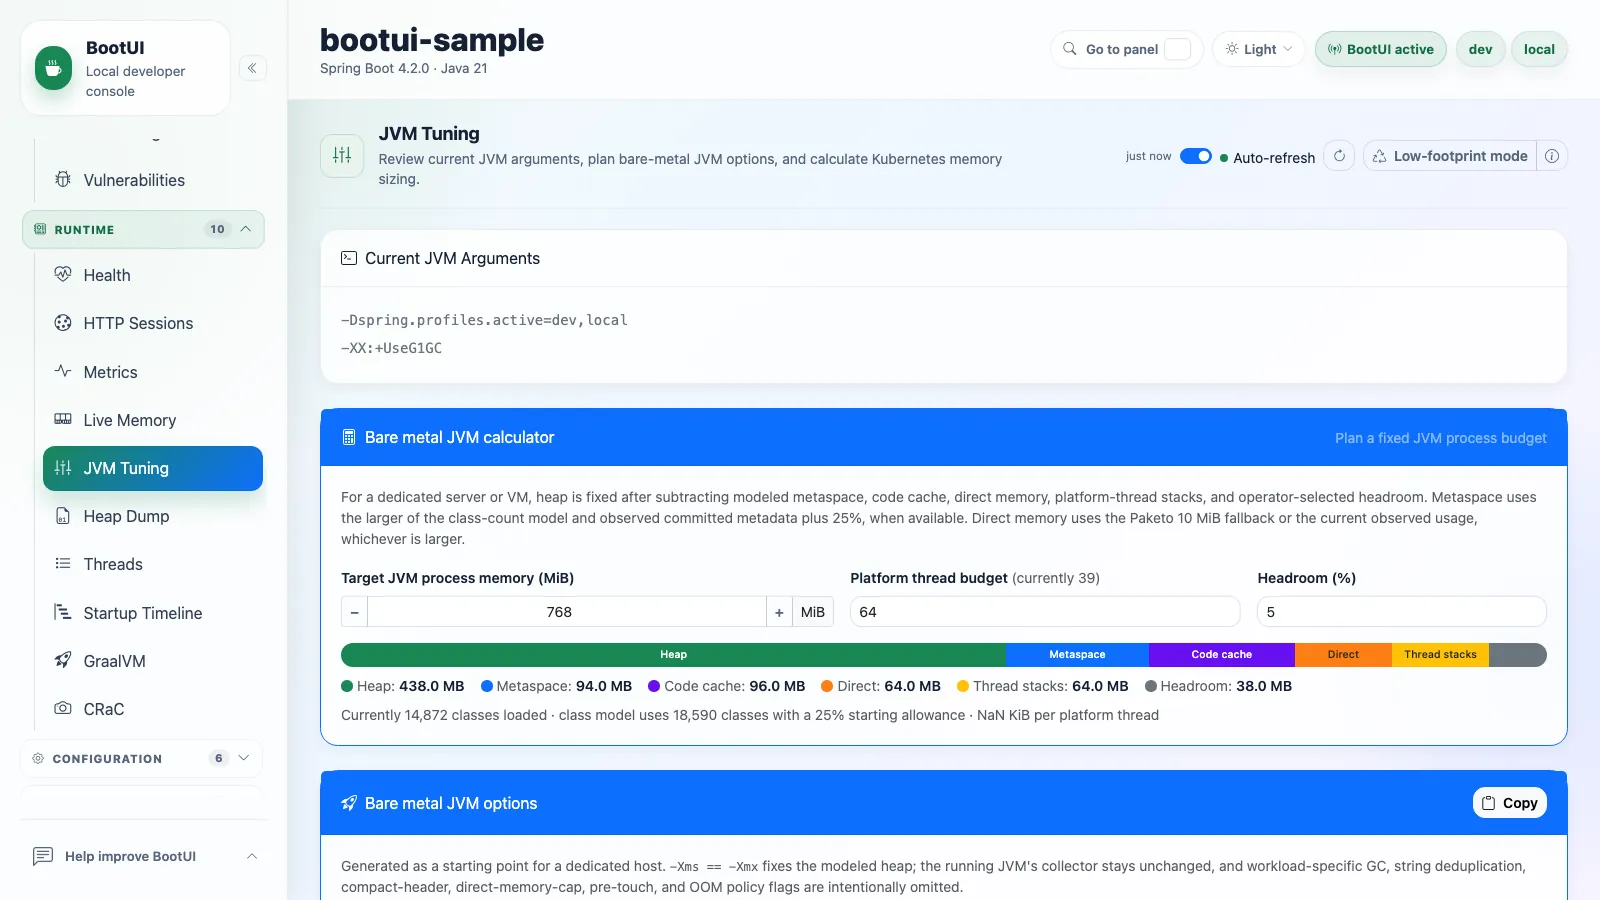 BootUI
Local developer
console
Vulnerabilities
RUNTIME 10
Health
HTTP Sessions
Metrics
Live Memory
JVM Tuning
Heap Dump
Threads
Startup Timeline
GraalVM
CRaC
CONFIGURATION 6
Help improve BootUI
bootui-sample
Spring Boot 4.2.0 · Java 21
Go to panel
Light
BootUI active
dev
local
JVM Tuning
Review current JVM arguments, plan bare-metal JVM options, and calculate Kubernetes memory
sizing.
just now
Auto-refresh
Low-footprint mode
Current JVM Arguments
-Dspring.profiles.active=dev,local
-XX:+UseG1GC
Bare metal JVM calculator
Plan a fixed JVM process budget
For a dedicated server or VM, heap is fixed after subtracting modeled metaspace, code cache, direct memory, platform-thread stacks, and operator-selected headroom. Metaspace uses
the larger of the class-count model and observed committed metadata plus 25%, when available. Direct memory uses the Paketo 10 MiB fallback or the current observed usage,
whichever is larger.
Target JVM process memory (MiB)
Platform thread budget (currently 39)
Headroom (%)
− 768 + MiB
64
5
Heap Metaspace Code cache Direct Thread stacks
Heap: 438.0 MB Metaspace: 94.0 MB Code cache: 96.0 MB Direct: 64.0 MB Thread stacks: 64.0 MB Headroom: 38.0 MB
Currently 14,872 classes loaded · class model uses 18,590 classes with a 25% starting allowance · NaN KiB per platform thread
Bare metal JVM options
Copy
Generated as a starting point for a dedicated host. -Xms == -Xmx fixes the modeled heap; the running JVM's collector stays unchanged, and workload-specific GC, string deduplication,
compact-header, direct-memory-cap, pre-touch, and OOM policy flags are intentionally omitted.